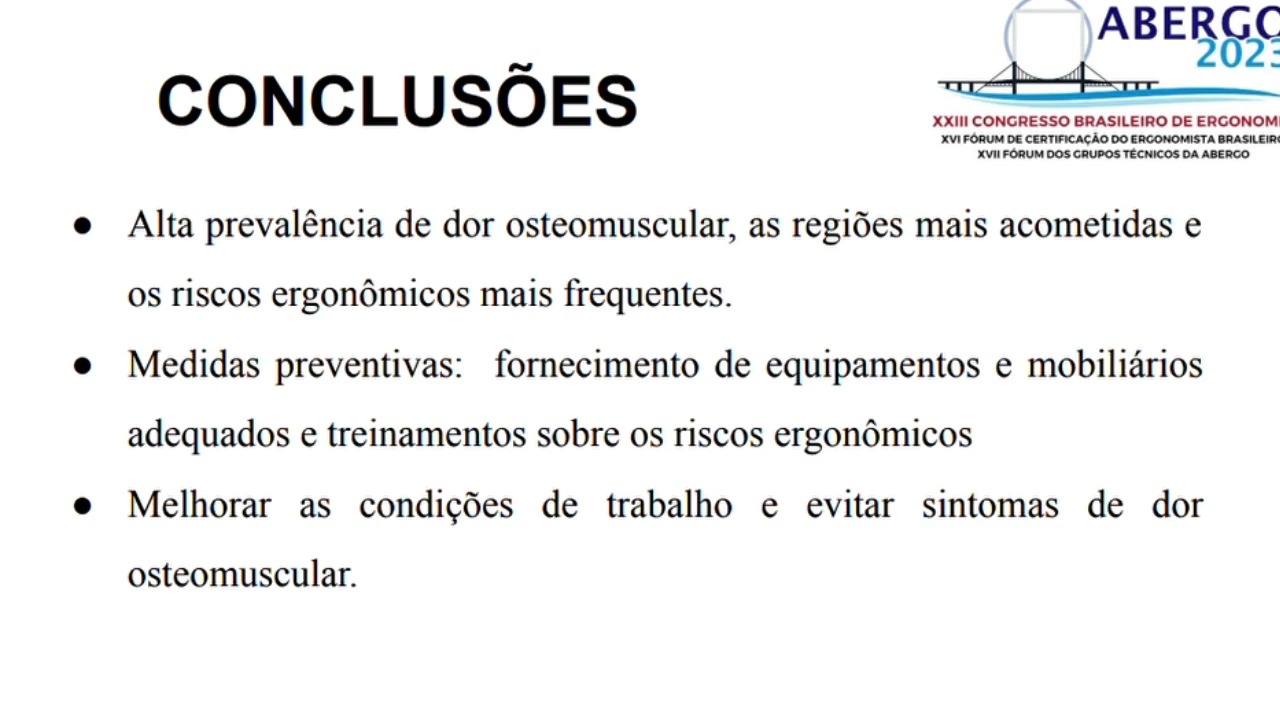 ABERGO
2023
CONCLUSÕES
XXIII CONGRESSO BRASILEIRO DE
XVI FÓRUM DE CERTIFICAÇÃO DO ERGONOMISTA
XVII FÓRUM DOS GRUPOS TÉCNICOS DA ABERGO
● Alta prevalência de dor osteomuscular, as regiões mais acometidas e
os riscos ergonômicos mais frequentes.
● Medidas preventivas: fornecimento de equipamentos e mobiliários
adequados e treinamentos sobre os riscos ergonômicos
● Melhorar as condições de trabalho e evitar sintomas de dor
osteomuscular.